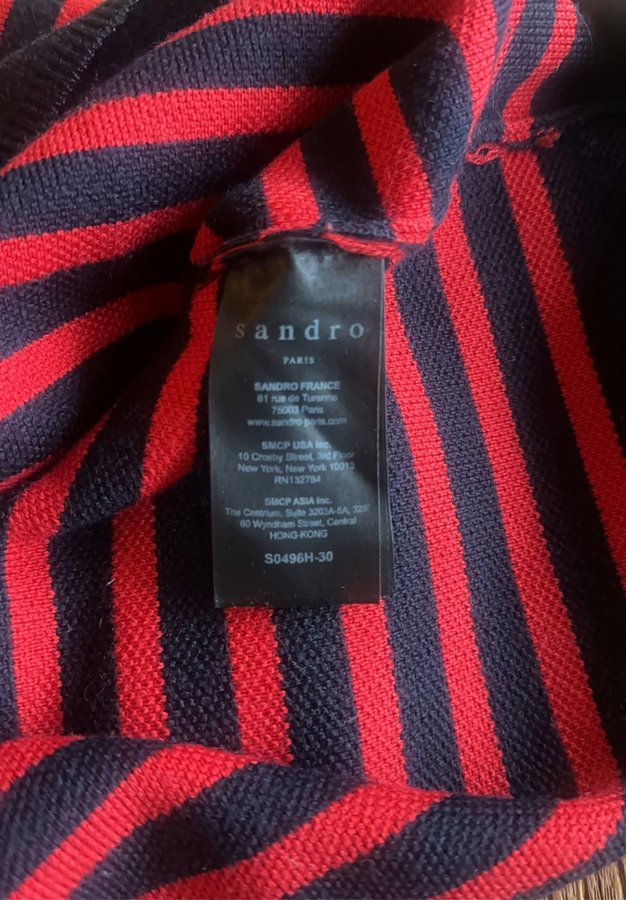 sandro
PARIS
SANDRO FRANCE
61 rue de Turenne
75003 Paris
www.sandro-paris.com
SMCP USA Inc.
10 Crosby Street, 3rd Floor
New York, New York 10013
RN132784
SMCP ASIA Inc.
The Centrium, Suite 3203A-5A, 32/F
60 Wyndham Street, Central
HONG-KONG
S0496H-30